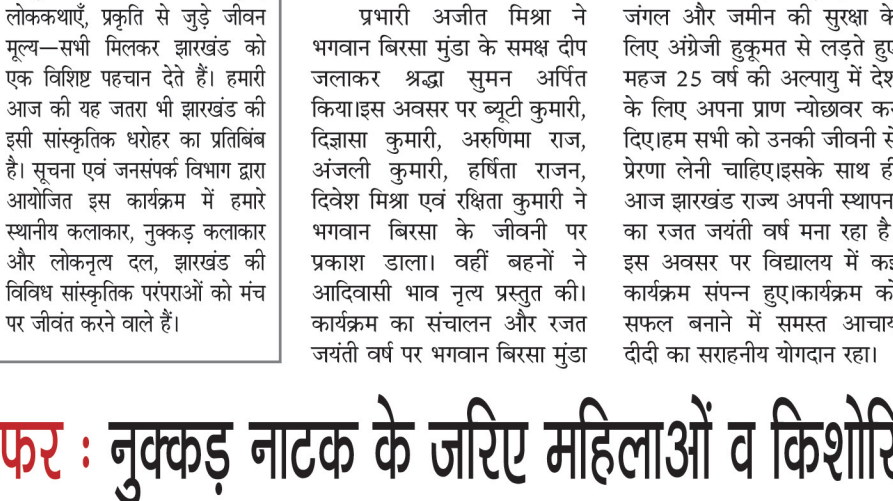 लोककथाएँ, प्रकृति से जुड़े जीवन
मूल्य—सभी मिलकर झारखंड को
एक विशिष्ट पहचान देते हैं। हमारी
आज की यह जतरा भी झारखंड की
इसी सांस्कृतिक धरोहर का प्रतिबिंब
है। सूचना एवं जनसंपर्क विभाग द्वारा
आयोजित इस कार्यक्रम में हमारे
स्थानीय कलाकार, नुक्कड़ कलाकार
और लोकनृत्य दल, झारखंड की
विविध सांस्कृतिक परंपराओं को मंच
पर जीवंत करने वाले हैं।
प्रभारी अजीत मिश्रा ने
भगवान बिरसा मुंडा के समक्ष दीप
जलाकर श्रद्धा सुमन अर्पित
किया।इस अवसर पर ब्यूटी कुमारी,
दिज्ञासा कुमारी, अरुणिमा राज,
अंजली कुमारी, हर्षिता राजन,
दिवेश मिश्रा एवं रक्षिता कुमारी ने
भगवान बिरसा के जीवनी पर
प्रकाश डाला। वहीं बहनों ने
आदिवासी भाव नृत्य प्रस्तुत की।
कार्यक्रम का संचालन और रजत
जयंती वर्ष पर भगवान बिरसा मुंडा
जंगल और जमीन की सुरक्षा के
लिए अंग्रेजी हुकूमत से लड़ते हुए
महज 25 वर्ष की अल्पायु में देश
के लिए अपना प्राण न्योछावर कर
दिए।हम सभी को उनकी जीवनी से
प्रेरणा लेनी चाहिए।इसके साथ ही
आज झारखंड राज्य अपनी स्थापन
का रजत जयंती वर्ष मना रहा है
इस अवसर पर विद्यालय में कई
कार्यक्रम संपन्न हुए।कार्यक्रम को
सफल बनाने में समस्त आचार्य
दीदी का सराहनीय योगदान रहा।
फर : नुक्कड़ नाटक के जरिए महिलाओं व